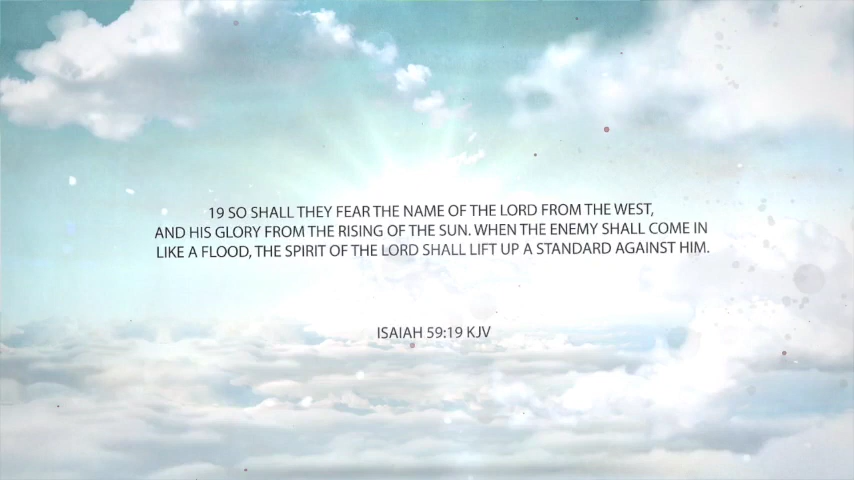 19 SO SHALL THEY FEAR THE NAME OF THE LORD FROM THE WEST,
AND HIS GLORY FROM THE RISING OF THE SUN. WHEN THE ENEMY SHALL COME IN
LIKE A FLOOD, THE SPIRIT OF THE LORD SHALL LIFT UP A STANDARD AGAINST HIM.
ISAIAH 59:19 KJV